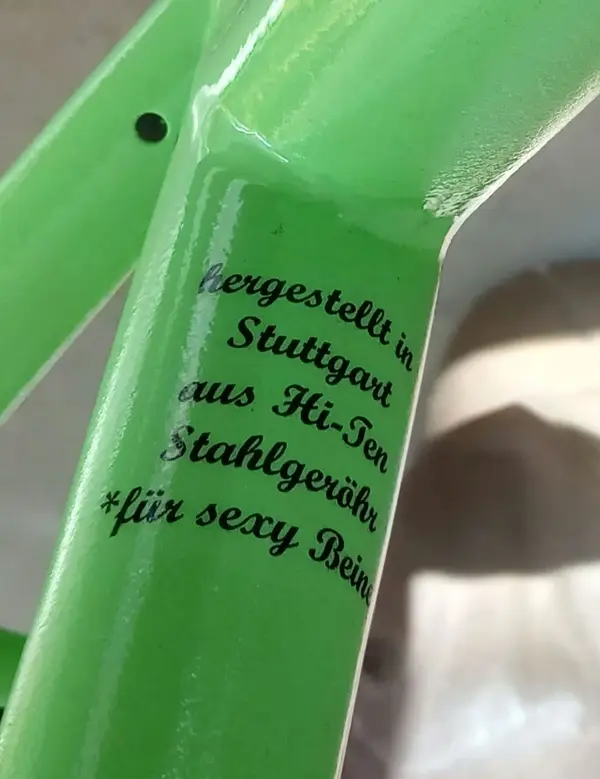 hergestellt in
Stuttgart
aus Hi-Ten
Stahlgeröhr
*für sexy Beine